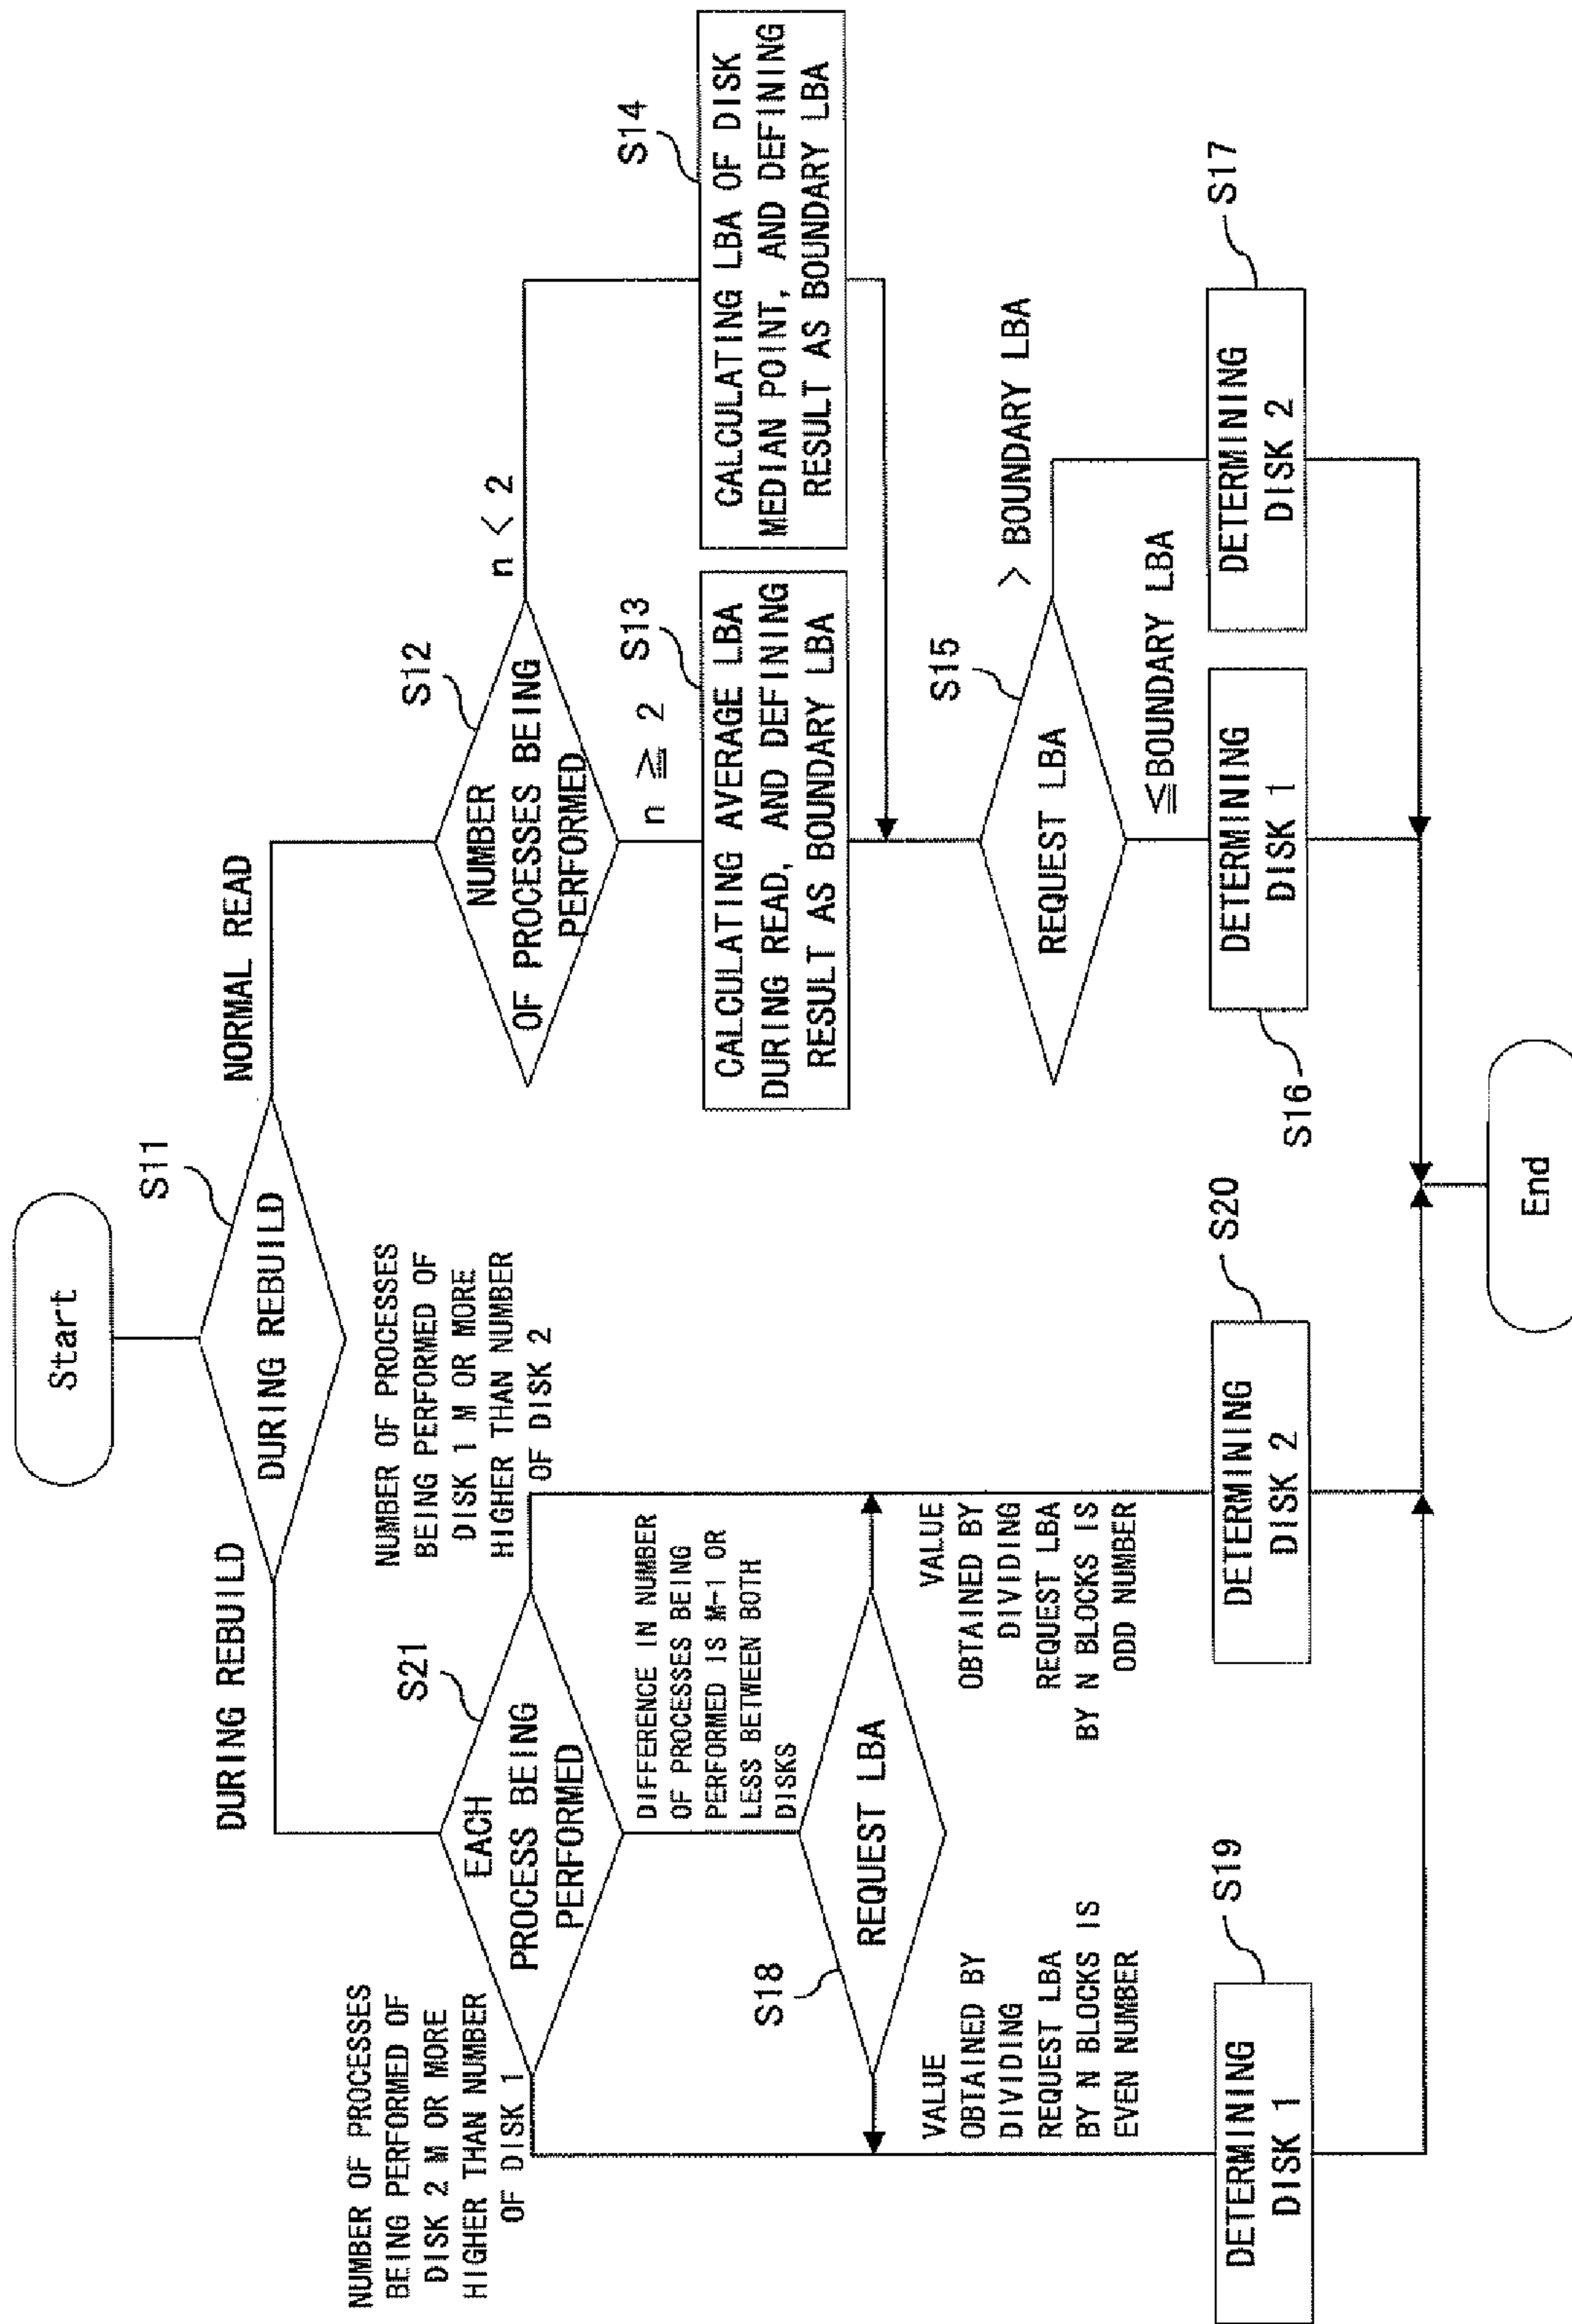 Start
S11
DURING REBUILD
DURING REBUILD
NORMAL READ
NUMBER OF PROCESSES
BEING PERFORMED OF
DISK 2 M OR MORE
HIGHER THAN NUMBER
OF DISK 1
S21
EACH
PROCESS BEING
PERFORMED
NUMBER OF PROCESSES
BEING PERFORMED OF
DISK 1 M OR MORE
HIGHER THAN NUMBER
OF DISK 2
DIFFERENCE IN NUMBER
OF PROCESSES BEING
PERFORMED IS M-1 OR
LESS BETWEEN BOTH
DISKS
S18
REQUEST LBA
VALUE
OBTAINED BY
DIVIDING
REQUEST LBA
BY N BLOCKS IS
EVEN NUMBER
VALUE
OBTAINED BY
DIVIDING
REQUEST LBA
BY N BLOCKS IS
ODD NUMBER
S19
DETERMINING
DISK 1
S20
DETERMINING
DISK 2
S12
NUMBER
OF PROCESSES BEING
PERFORMED
n < 2
n ≧ 2
S13
CALCULATING AVERAGE LBA
DURING READ, AND DEFINING
RESULT AS BOUNDARY LBA
S14
CALCULATING LBA OF DISK
MEDIAN POINT, AND DEFINING
RESULT AS BOUNDARY LBA
S15
REQUEST LBA
> BOUNDARY LBA
≦BOUNDARY LBA
S16
DETERMINING
DISK 1
S17
DETERMINING
DISK 2
End